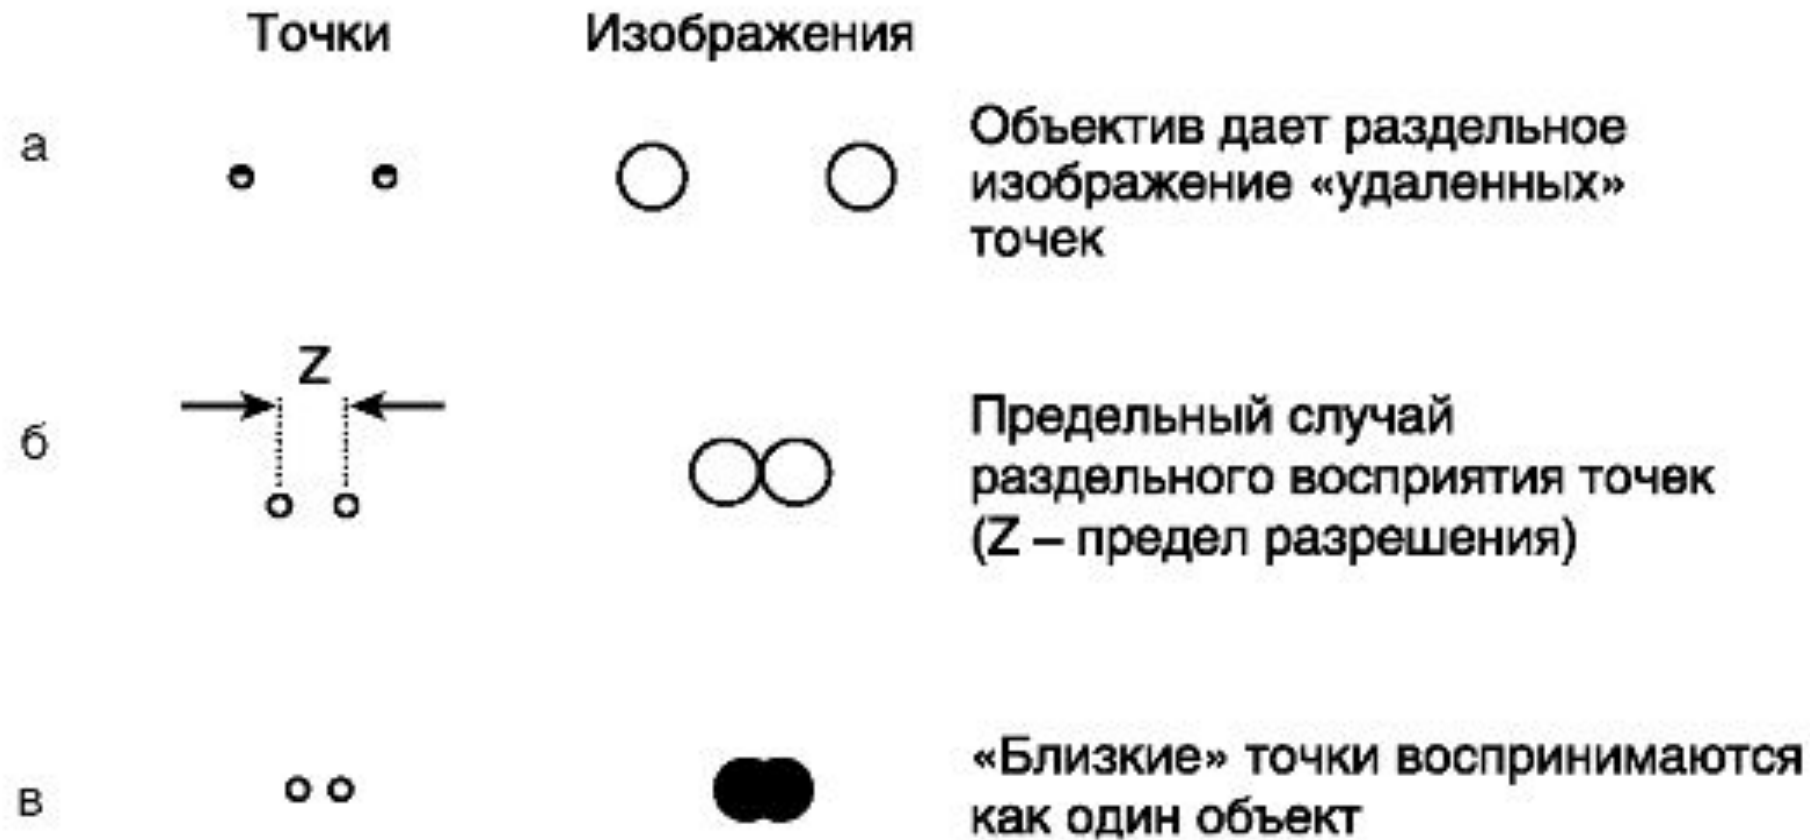 Точки Изображения
а
Объектив дает раздельное
изображение «удаленных»
точек
Z
б
Предельный случай
раздельного восприятия точек
(Z – предел разрешения)
в
«Близкие» точки воспринимаются
как один объект